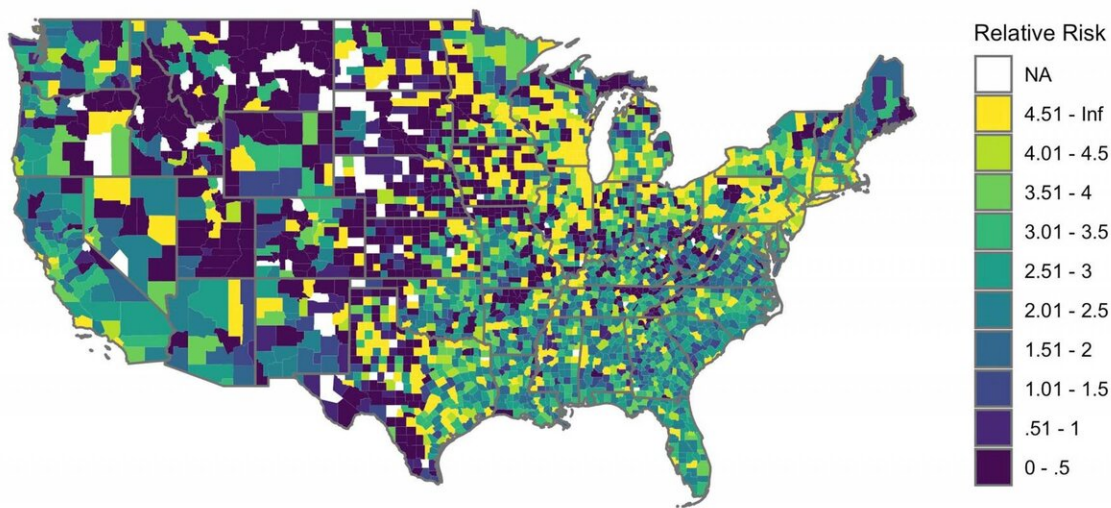 Relative Risk
NA
4.51 - Inf
4.01 - 4.5
3.51 - 4
3.01 - 3.5
2.51 - 3
2.01 - 2.5
1.51 - 2
1.01 - 1.5
.51 - 1
0 - .5